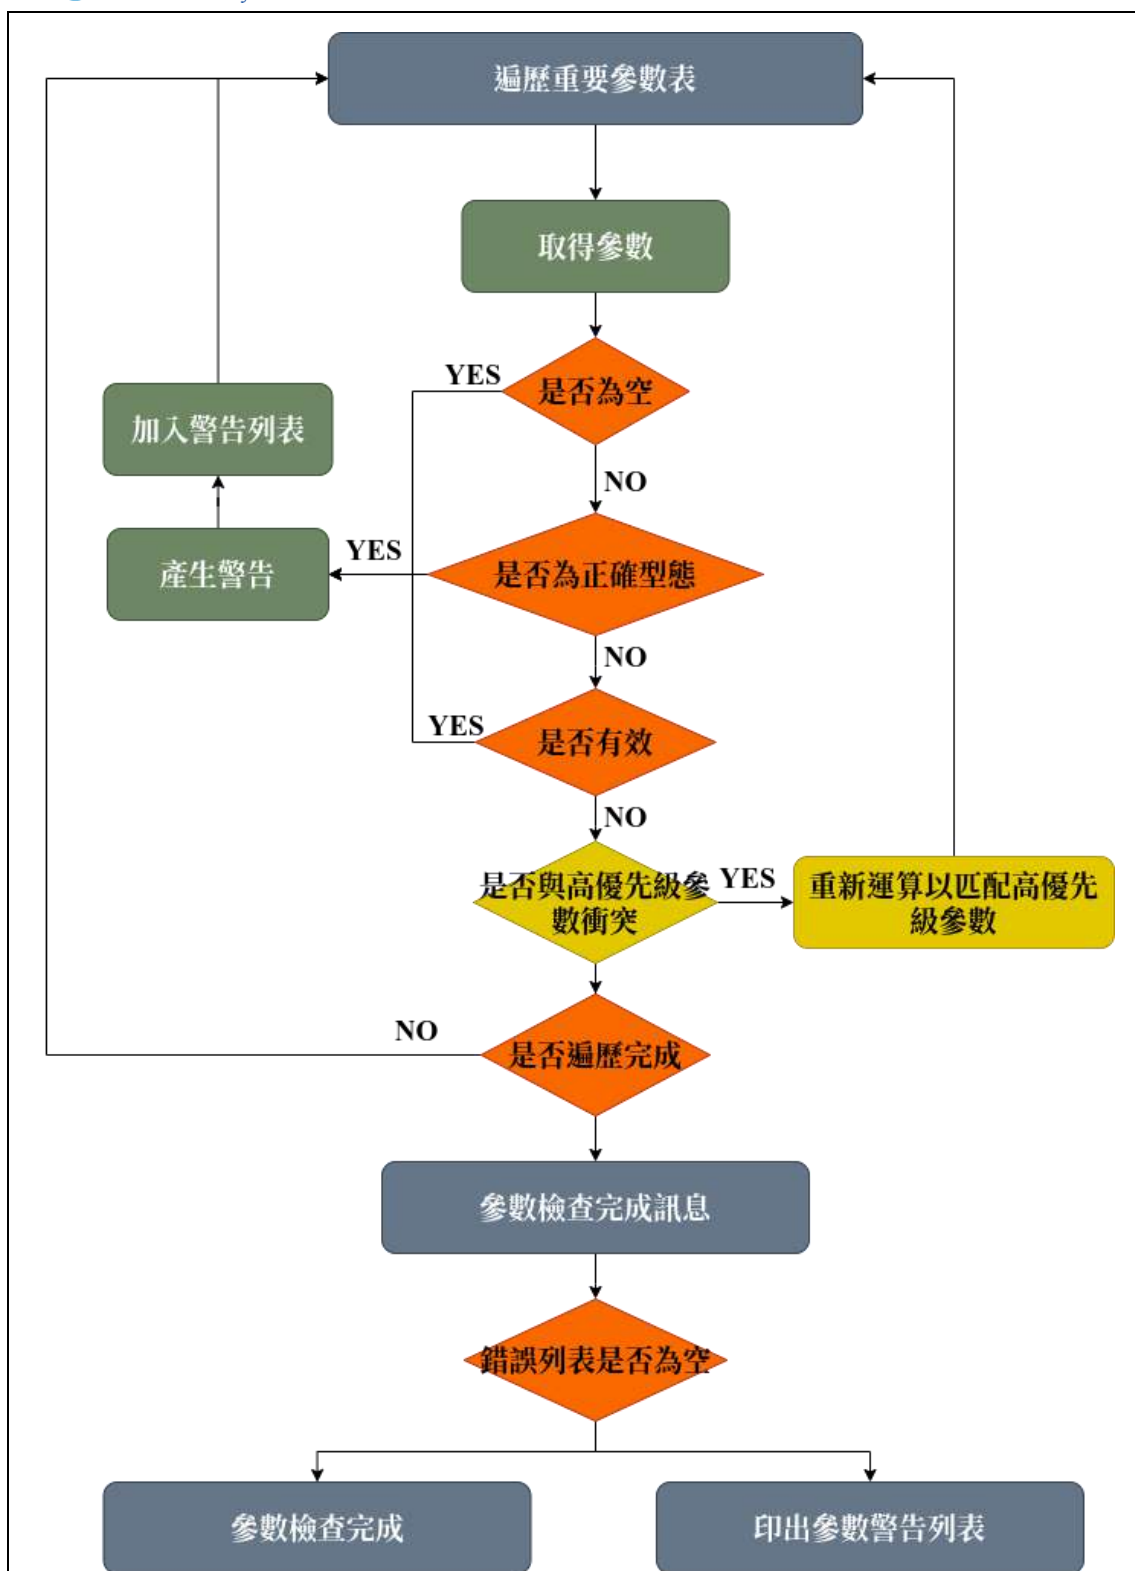 遍歷重要參數表
取得參數
YES
是否為空
加入警告列表
NO
YES
是否為正確型態
產生警告
NO
YES
是否有效
NO
是否與高優先級參
數衝突
YES
重新運算以匹配高優先
級參數
NO
是否遍歷完成
參數檢查完成訊息
錯誤列表是否為空
參數檢查完成
印出參數警告列表